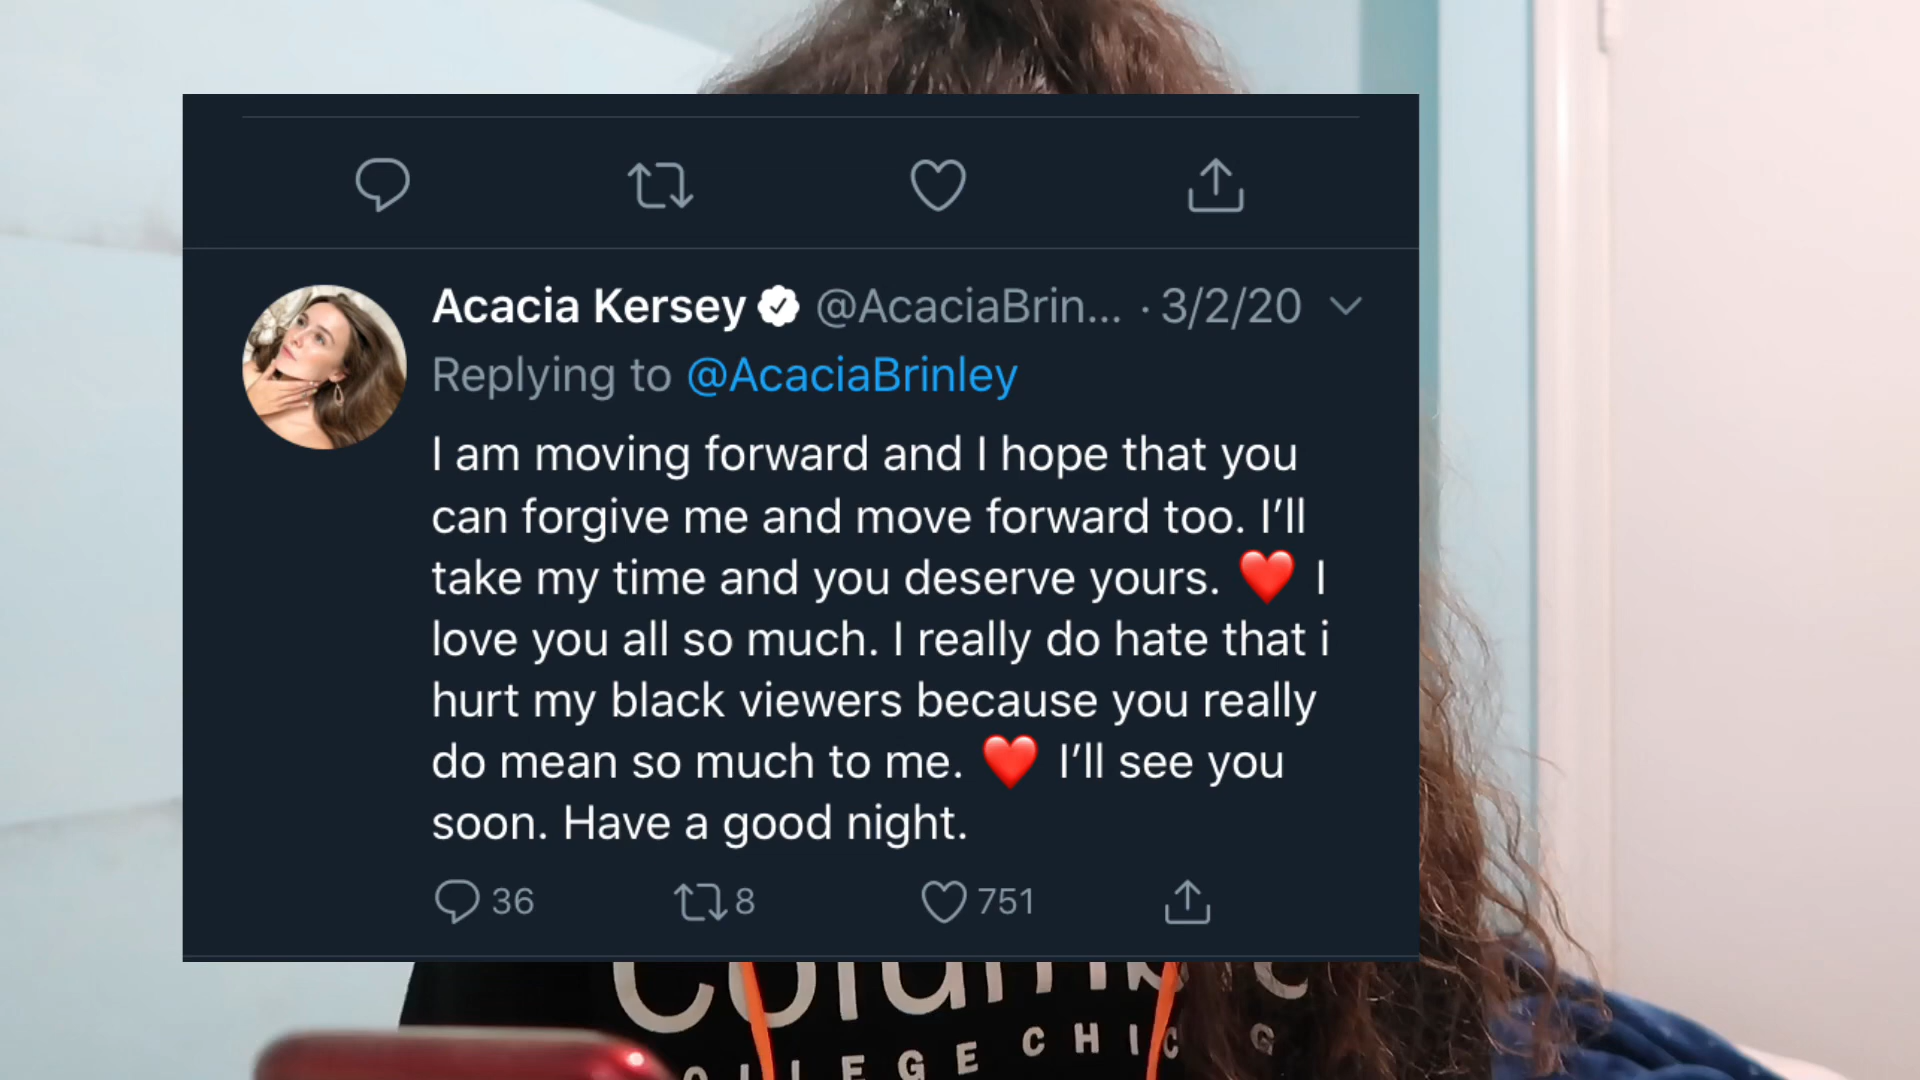 Acacia Kersey @AcaciaBrin... · 3/2/20
Replying to @AcaciaBrinley
I am moving forward and I hope that you
can forgive me and move forward too. I’ll
take my time and you deserve yours. ❤️ I
love you all so much. I really do hate that i
hurt my black viewers because you really
do mean so much to me. ❤️ I’ll see you
soon. Have a good night.
36 8 751
CHIC G